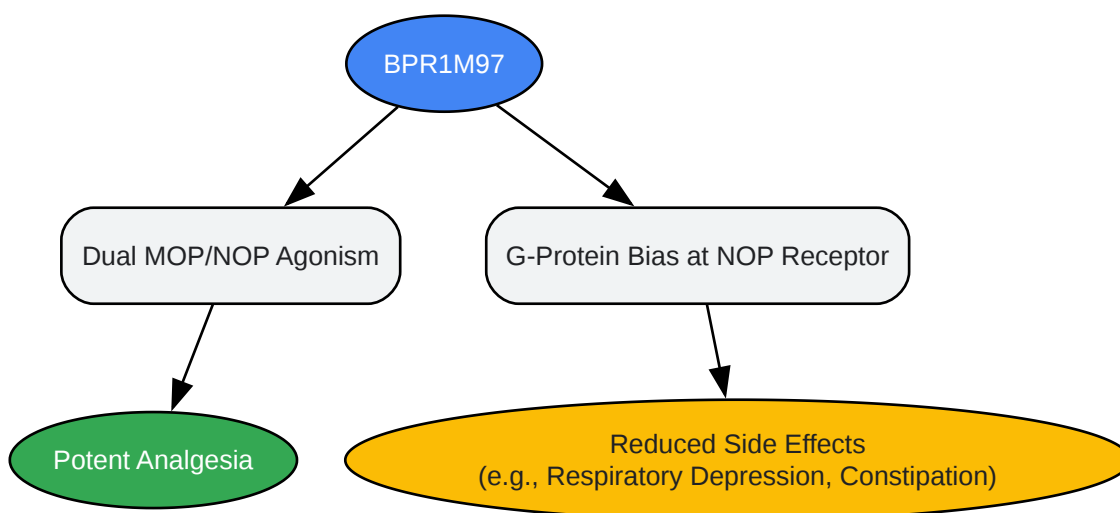 BPR1M97
Dual MOP/NOP Agonism
G-Protein Bias at NOP Receptor
Potent Analgesia
Reduced Side Effects
(e.g., Respiratory Depression, Constipation)